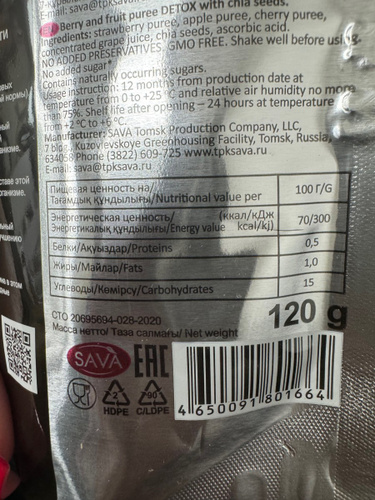 E-mail: sava@tpksava.ru
Berry and fruit puree DETOX with chia seeds.
Ingredients: strawberry puree, apple puree, cherry puree,
concentrated grape juice, chia seeds, ascorbic acid.
NO ADDED PRESERVATIVES. GMO FREE. Shake well before using.
No added sugar*
*Contains naturally occurring sugars.
Usage instruction: 12 months from production date at
temperature from 0 to +25 °C and relative air humidity no more
than 75%. Shelf life after opening – 24 hours at temperature
from +2 °C to +6 °C.
Manufacturer: SAVA Tomsk Production Company, LLC,
7 bldg., Kuzovlevskoye Greenhousing Facility, Tomsk, Russia,
634058 Phone (3822) 609-725 www.tpksava.ru
E-mail: sava@tpksava.ru
Пищевая ценность на/
Тағамдық құндылығы/Nutritional value per 100 Г/G
Энергетическая ценность/ (ккал/кДж
Энергетикалық құндылығы/Energy value kcal/kj) 70/300
Белки/Ақуыздар/Proteins 0,5
Жиры/Майлар/Fats 1,0
Углеводы/Көмірсу/Carbohydrates 15
СТО 20695694-028-2020
Масса нетто/ Таза салмағы/ Net weight 120 g
SAVA EAC
2 HDPE
90 C/LDPE
4 650091 801664